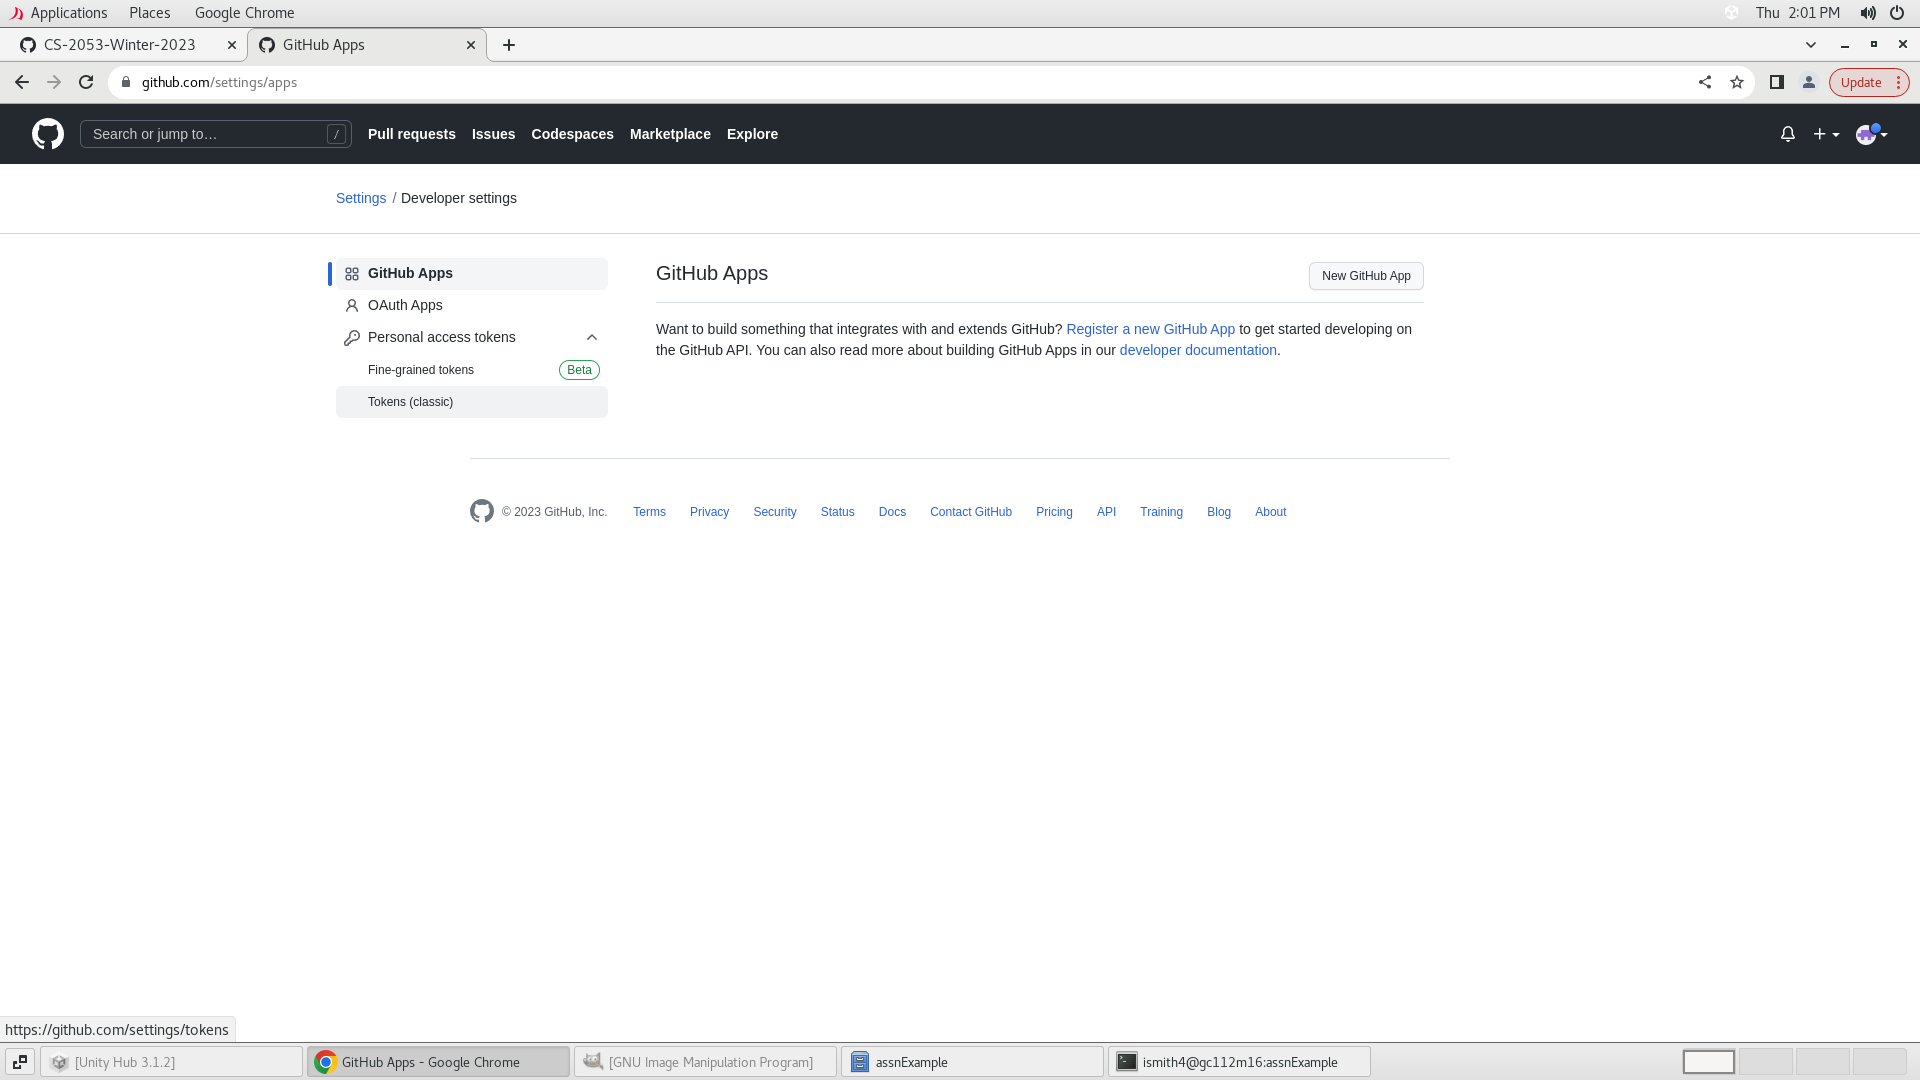 Applications Places Google Chrome Thu 2:01 PM
CS-2053-Winter-2023 GitHub Apps
github.com/settings/apps Update
Search or jump to… / Pull requests Issues Codespaces Marketplace Explore
Settings / Developer settings
GitHub Apps
OAuth Apps
Personal access tokens
Fine-grained tokens Beta
Tokens (classic)
GitHub Apps New GitHub App
Want to build something that integrates with and extends GitHub? Register a new GitHub App to get started developing on
the GitHub API. You can also read more about building GitHub Apps in our developer documentation.
© 2023 GitHub, Inc. Terms Privacy Security Status Docs Contact GitHub Pricing API Training Blog About
https://github.com/settings/tokens
[Unity Hub 3.1.2] GitHub Apps - Google Chrome [GNU Image Manipulation Program] assnExample ismith4@gc112m16:assnExample